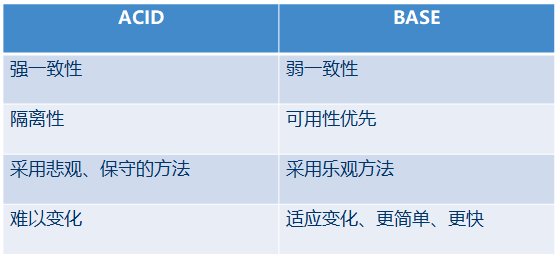 ACID BASE
强一致性 弱一致性
隔离性 可用性优先
采用悲观、保守的方法 采用乐观方法
难以变化 适应变化、更简单、更快